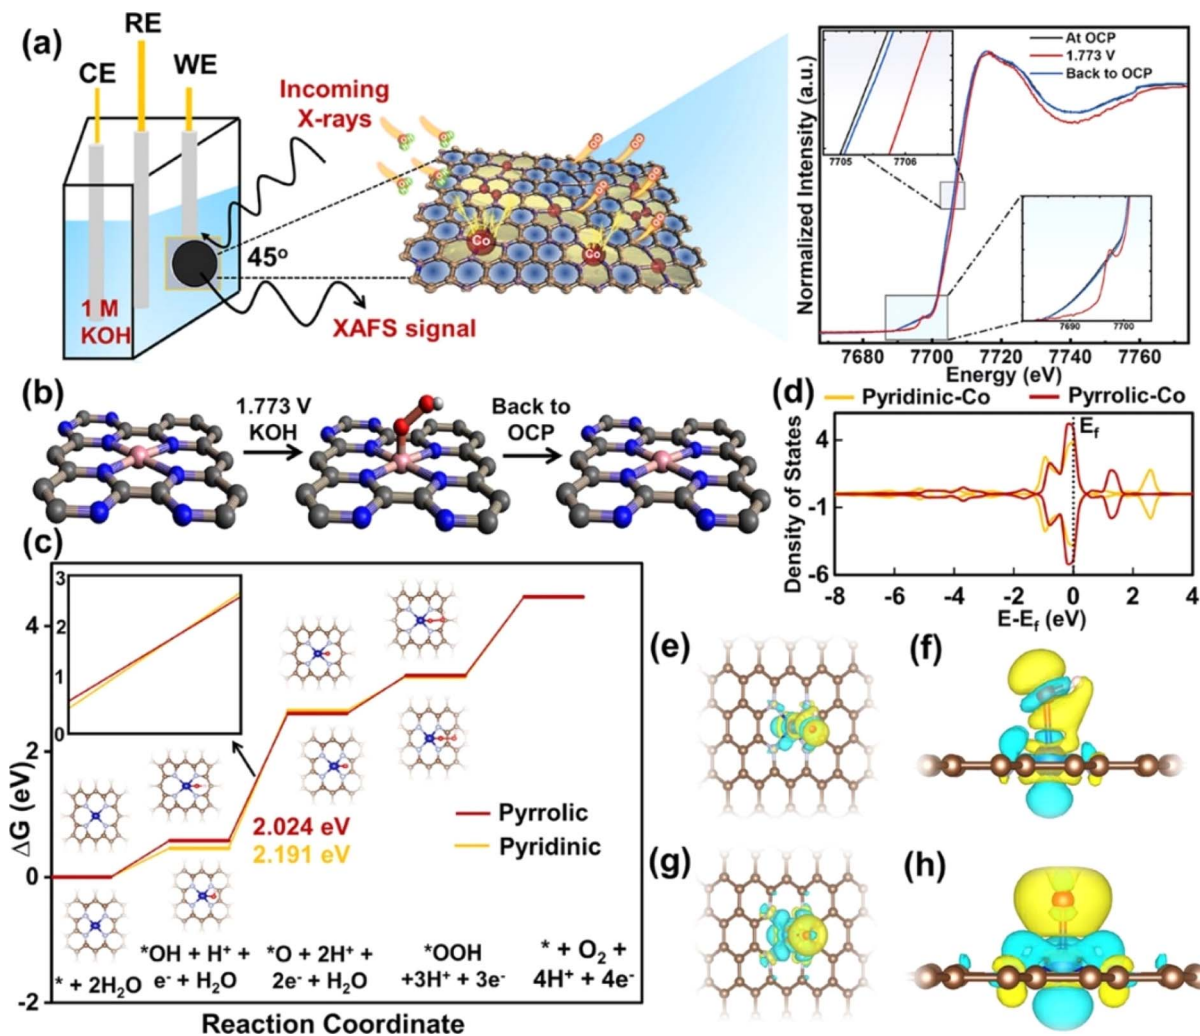 (a)
RE
CE
WE
Incoming
X-rays
45°
1 M
KOH
XAFS signal
Co
Co
Normalized Intensity (a.u.)
At OCP
1.773 V
Back to OCP
7705
7706
7690
7700
7680
7700
7720
7740
7760
Energy (eV)
(b)
1.773 V
KOH
Back to
OCP
(c)
3
2
1
0
4
2
0
-2
ΔG (eV)
2.024 eV
2.191 eV
Pyrrolic
Pyridinic
* + 2H₂O
*OH + H⁺ +
e⁻ + H₂O
*O + 2H⁺ +
2e⁻ + H₂O
*OOH
+3H⁺ + 3e⁻
* + O₂ +
4H⁺ + 4e⁻
Reaction Coordinate
(d)
Pyridinic-Co
Pyrrolic-Co
E_f
Density of States
4
-1
-6
-8
-6
-4
-2
0
2
4
E-E_f (eV)
(e)
(f)
(g)
(h)